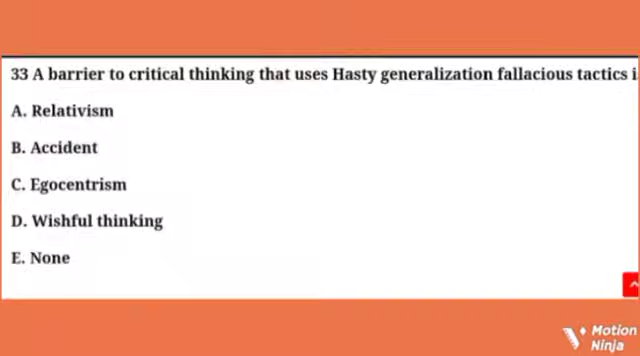 33 A barrier to critical thinking that uses Hasty generalization fallacious tactics
A. Relativism
B. Accident
C. Egocentrism
D. Wishful thinking
E. None
Motion
Ninja